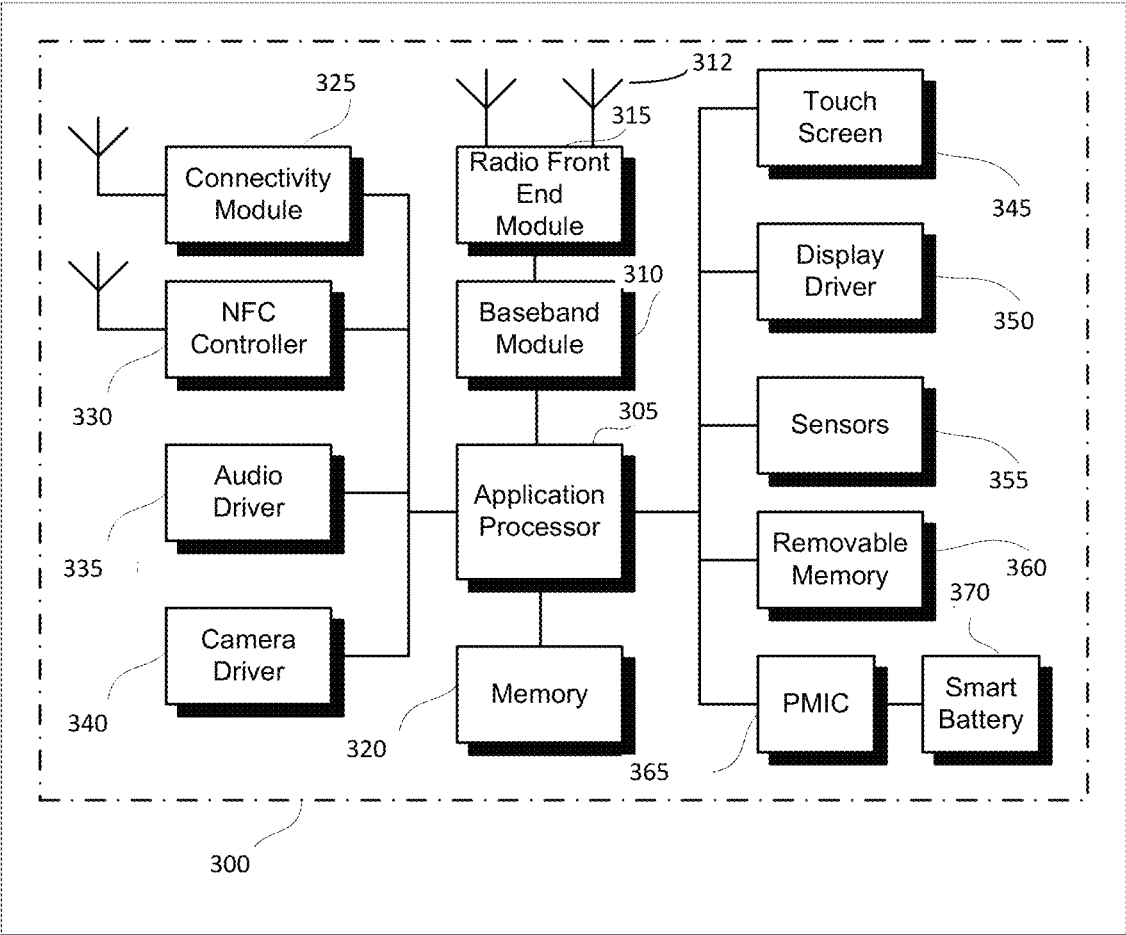 312
325
315
Touch
Screen
Connectivity
Module
Radio Front
End
Module
345
310
Display
Driver
NFC
Controller
Baseband
Module
350
330
305
Sensors
355
Audio
Driver
Application
Processor
335
Removable
Memory
360
370
Camera
Driver
340
Memory
320
PMIC
Smart
Battery
365
300